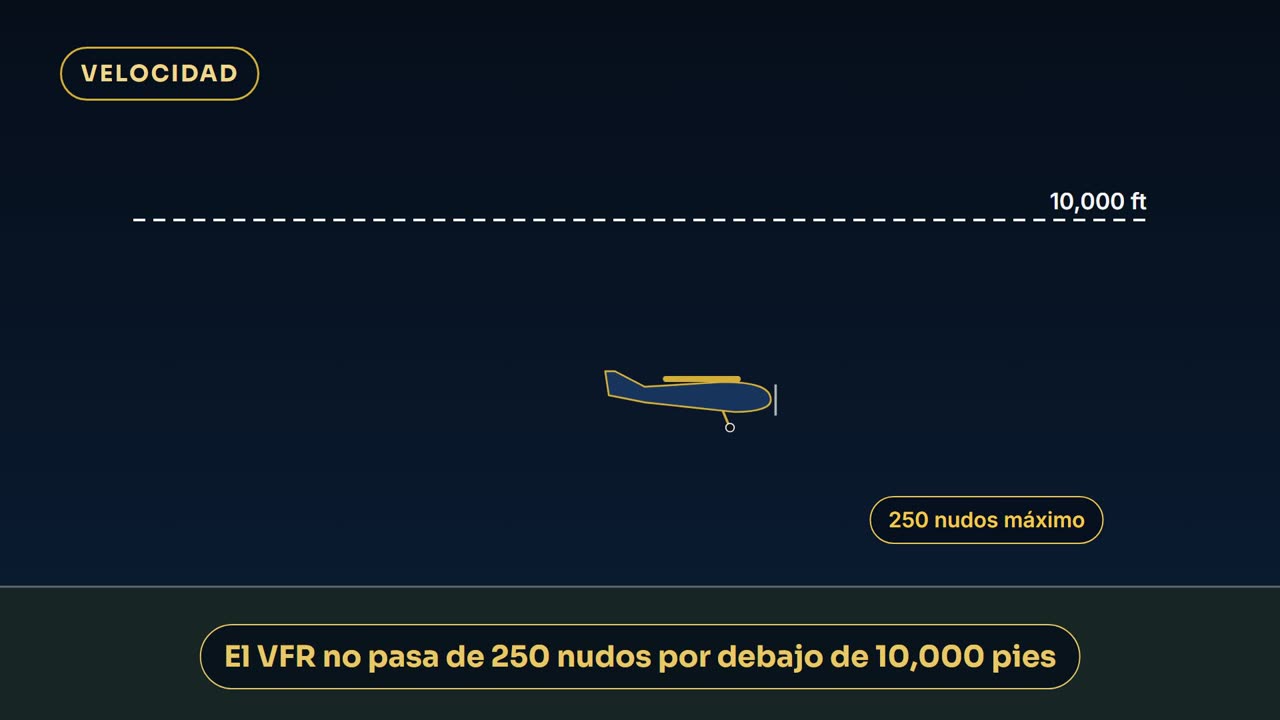 VELOCIDAD
10,000 ft
250 nudos máximo
El VFR no pasa de 250 nudos por debajo de 10,000 pies